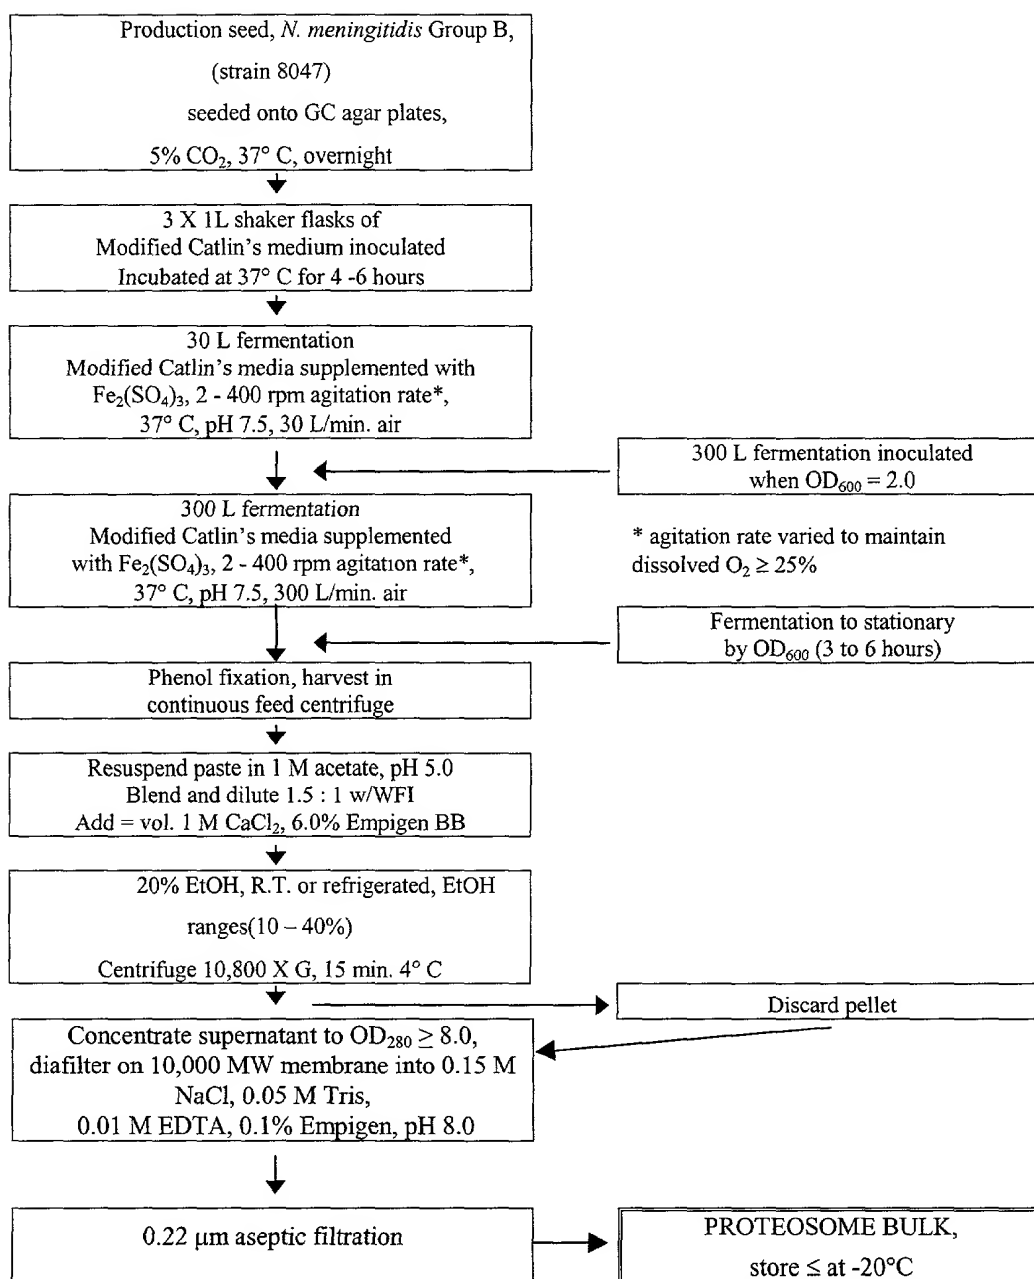 Production seed, N. meningitidis Group B,
(strain 8047)
seeded onto GC agar plates,
5% CO₂, 37° C, overnight
3 X 1L shaker flasks of
Modified Catlin's medium inoculated
Incubated at 37° C for 4 -6 hours
30 L fermentation
Modified Catlin's media supplemented with
Fe₂(SO₄)₃, 2 - 400 rpm agitation rate*,
37° C, pH 7.5, 30 L/min. air
300 L fermentation inoculated
when OD₆₀₀ = 2.0
300 L fermentation
Modified Catlin's media supplemented
with Fe₂(SO₄)₃, 2 - 400 rpm agitation rate*,
37° C, pH 7.5, 300 L/min. air
* agitation rate varied to maintain
dissolved O₂ ≥ 25%
Fermentation to stationary
by OD₆₀₀ (3 to 6 hours)
Phenol fixation, harvest in
continuous feed centrifuge
Resuspend paste in 1 M acetate, pH 5.0
Blend and dilute 1.5 : 1 w/WFI
Add = vol. 1 M CaCl₂, 6.0% Empigen BB
20% EtOH, R.T. or refrigerated, EtOH
ranges(10 – 40%)
Centrifuge 10,800 X G, 15 min. 4° C
Discard pellet
Concentrate supernatant to OD₂₈₀ ≥ 8.0,
diafilter on 10,000 MW membrane into 0.15 M
NaCl, 0.05 M Tris,
0.01 M EDTA, 0.1% Empigen, pH 8.0
0.22 μm aseptic filtration
PROTEOSOME BULK,
store ≤ at -20°C